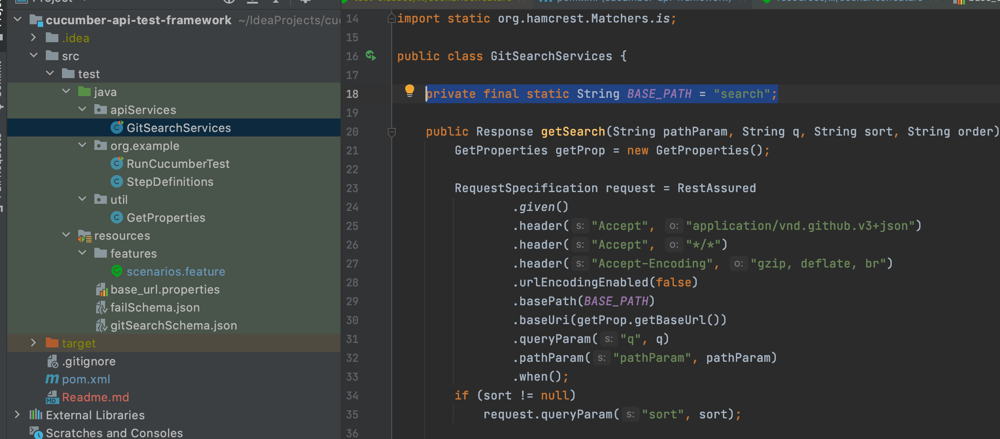 Project
cucumber-api-test-framework ~/IdeaProjects/cu
.idea
src
test
java
apiServices
GitSearchServices
org.example
RunCucumberTest
StepDefinitions
util
GetProperties
resources
features
scenarios.feature
base_url.properties
failSchema.json
gitSearchSchema.json
target
.gitignore
pom.xml
Readme.md
External Libraries
Scratches and Consoles
14 import static org.hamcrest.Matchers.is;
15
16 public class GitSearchServices {
17
18 private final static String BASE_PATH = "search";
19
20 public Response getSearch(String pathParam, String q, String sort, String order)
21 GetProperties getProp = new GetProperties();
22
23 RequestSpecification request = RestAssured
24 .given()
25 .header( s: "Accept", o: "application/vnd.github.v3+json")
26 .header( s: "Accept", o: "*/*")
27 .header( s: "Accept-Encoding", o: "gzip, deflate, br")
28 .urlEncodingEnabled(false)
29 .basePath(BASE_PATH)
30 .baseUri(getProp.getBaseUrl())
31 .queryParam( s: "q", q)
32 .pathParam( s: "pathParam", pathParam)
33 .when();
34 if (sort != null)
35 request.queryParam( s: "sort", sort);
36